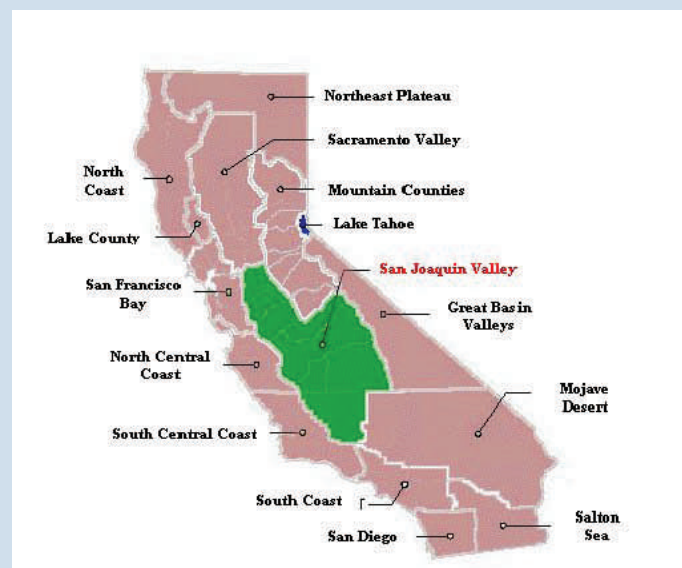 Northeast Plateau
Sacramento Valley
North
Coast
Mountain Counties
Lake Tahoe
Lake County
San Joaquin Valley
San Francisco
Bay
Great Basin
Valleys
North Central
Coast
Mojave
Desert
South Central Coast
South Coast
Salton
Sea
San Diego